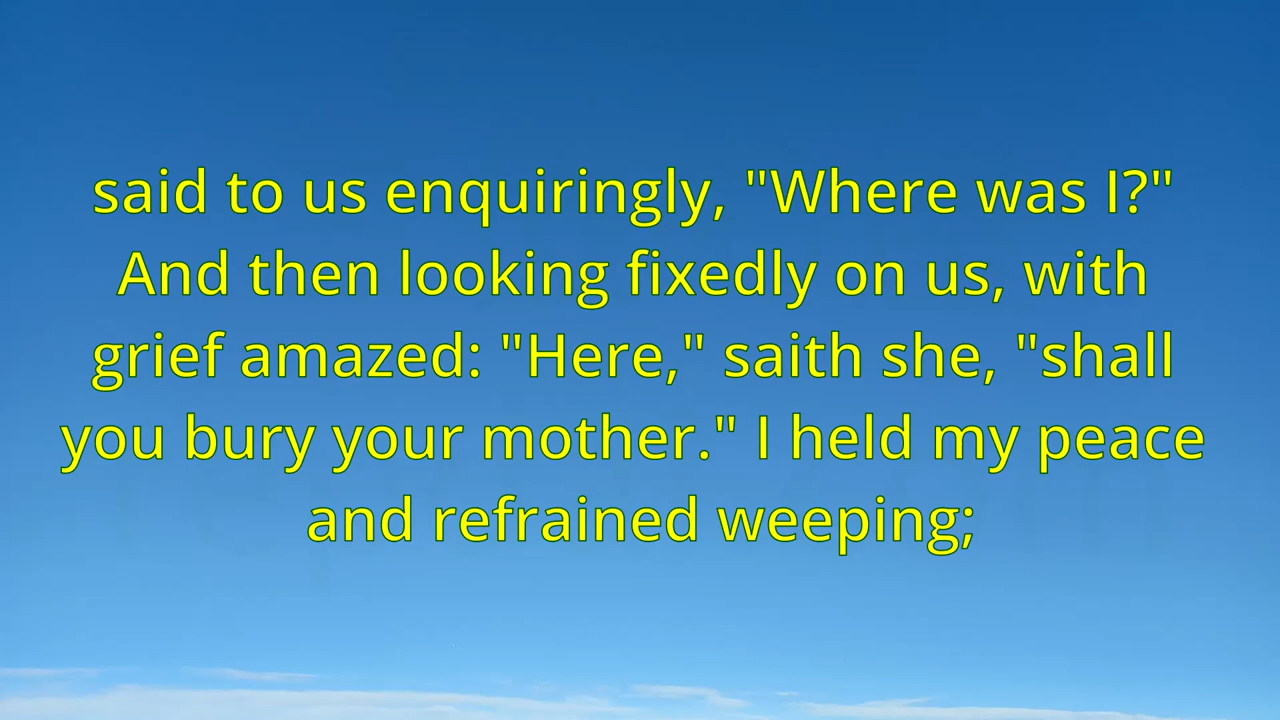 said to us enquiringly, "Where was I?"
And then looking fixedly on us, with
grief amazed: "Here," saith she, "shall
you bury your mother." I held my peace
and refrained weeping;